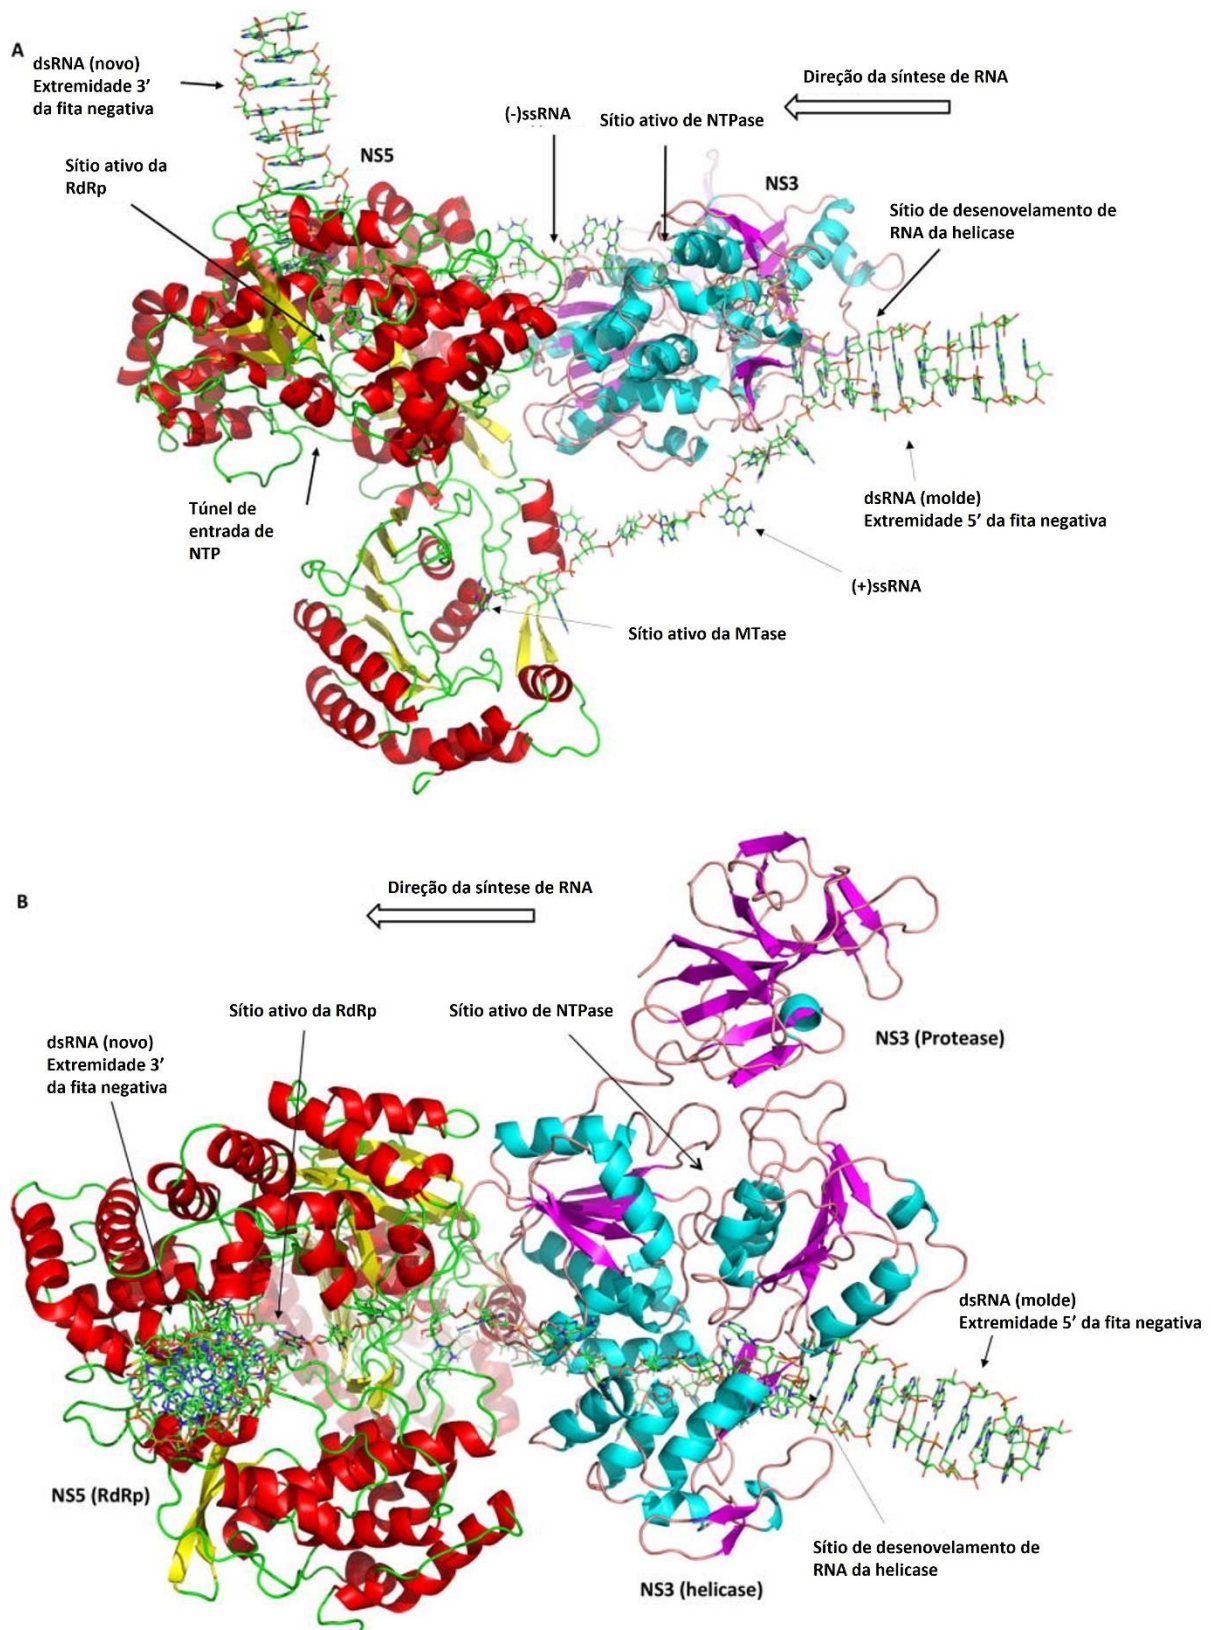 A
dsRNA (novo)
Extremidade 3’
da fita negativa
Direção da síntese de RNA
(-)ssRNA
Sítio ativo de NTPase
Sítio ativo da
RdRp
NS5
NS3
Sítio de desenovelamento de
RNA da helicase
Túnel de
entrada de
NTP
dsRNA (molde)
Extremidade 5’ da fita negativa
(+)ssRNA
Sítio ativo da MTase
B
Direção da síntese de RNA
Sítio ativo da RdRp
Sítio ativo de NTPase
NS3 (Protease)
dsRNA (novo)
Extremidade 3’
da fita negativa
dsRNA (molde)
Extremidade 5’ da fita negativa
NS5 (RdRp)
Sítio de desenovelamento de
RNA da helicase
NS3 (helicase)